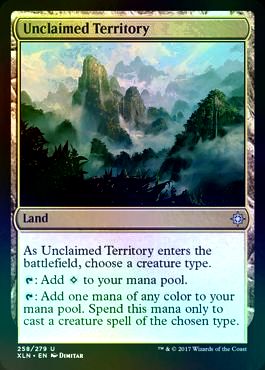 Unclaimed Territory
Land
As Unclaimed Territory enters the
battlefield, choose a creature type.
: Add to your mana pool.
: Add one mana of any color to your
mana pool. Spend this mana only to
cast a creature spell of the chosen type.
258/279 U
XLN • EN Dimitar
™ & © 2017 Wizards of the Coast